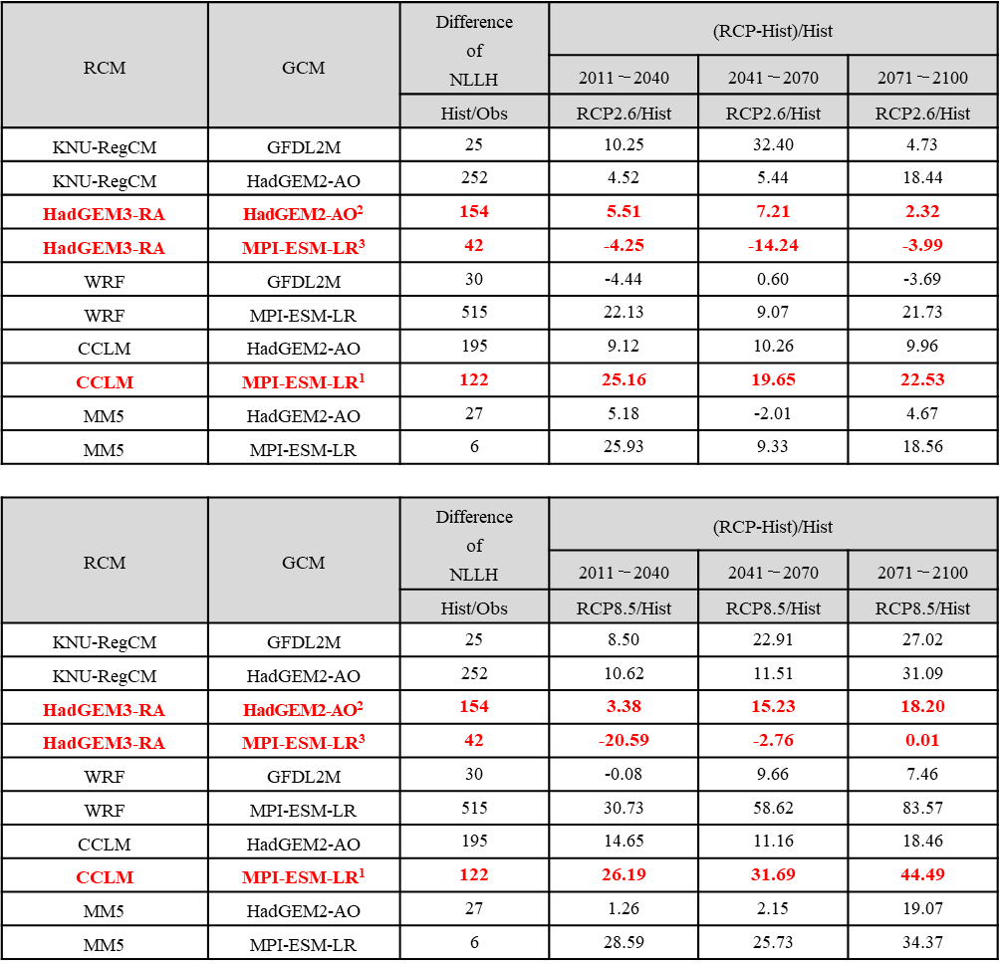 RCM GCM Difference of NLLH (RCP-Hist)/Hist
2011～2040 2041～2070 2071～2100
Hist/Obs RCP2.6/Hist RCP2.6/Hist RCP2.6/Hist
KNU-RegCM GFDL2M 25 10.25 32.40 4.73
KNU-RegCM HadGEM2-AO 252 4.52 5.44 18.44
HadGEM3-RA HadGEM2-AO² 154 5.51 7.21 2.32
HadGEM3-RA MPI-ESM-LR³ 42 -4.25 -14.24 -3.99
WRF GFDL2M 30 -4.44 0.60 -3.69
WRF MPI-ESM-LR 515 22.13 9.07 21.73
CCLM HadGEM2-AO 195 9.12 10.26 9.96
CCLM MPI-ESM-LR¹ 122 25.16 19.65 22.53
MM5 HadGEM2-AO 27 5.18 -2.01 4.67
MM5 MPI-ESM-LR 6 25.93 9.33 18.56
RCM GCM Difference of NLLH (RCP-Hist)/Hist
2011～2040 2041～2070 2071～2100
Hist/Obs RCP8.5/Hist RCP8.5/Hist RCP8.5/Hist
KNU-RegCM GFDL2M 25 8.50 22.91 27.02
KNU-RegCM HadGEM2-AO 252 10.62 11.51 31.09
HadGEM3-RA HadGEM2-AO² 154 3.38 15.23 18.20
HadGEM3-RA MPI-ESM-LR³ 42 -20.59 -2.76 0.01
WRF GFDL2M 30 -0.08 9.66 7.46
WRF MPI-ESM-LR 515 30.73 58.62 83.57
CCLM HadGEM2-AO 195 14.65 11.16 18.46
CCLM MPI-ESM-LR¹ 122 26.19 31.69 44.49
MM5 HadGEM2-AO 27 1.26 2.15 19.07
MM5 MPI-ESM-LR 6 28.59 25.73 34.37